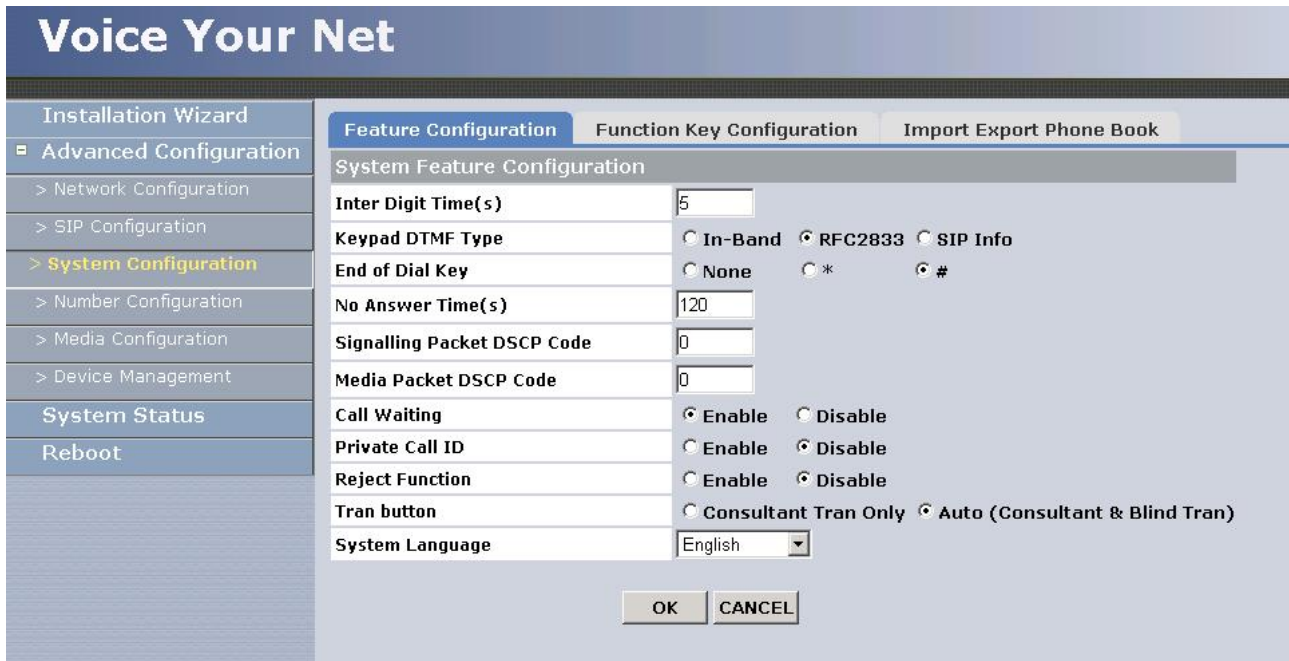 Voice Your Net
Installation Wizard
Advanced Configuration
> Network Configuration
> SIP Configuration
> System Configuration
> Number Configuration
> Media Configuration
> Device Management
System Status
Reboot
Feature Configuration Function Key Configuration Import Export Phone Book
System Feature Configuration
Inter Digit Time(s) 5
Keypad DTMF Type In-Band RFC2833 SIP Info
End of Dial Key None * #
No Answer Time(s) 120
Signalling Packet DSCP Code 0
Media Packet DSCP Code 0
Call Waiting Enable Disable
Private Call ID Enable Disable
Reject Function Enable Disable
Tran button Consultant Tran Only Auto (Consultant & Blind Tran)
System Language English
OK CANCEL